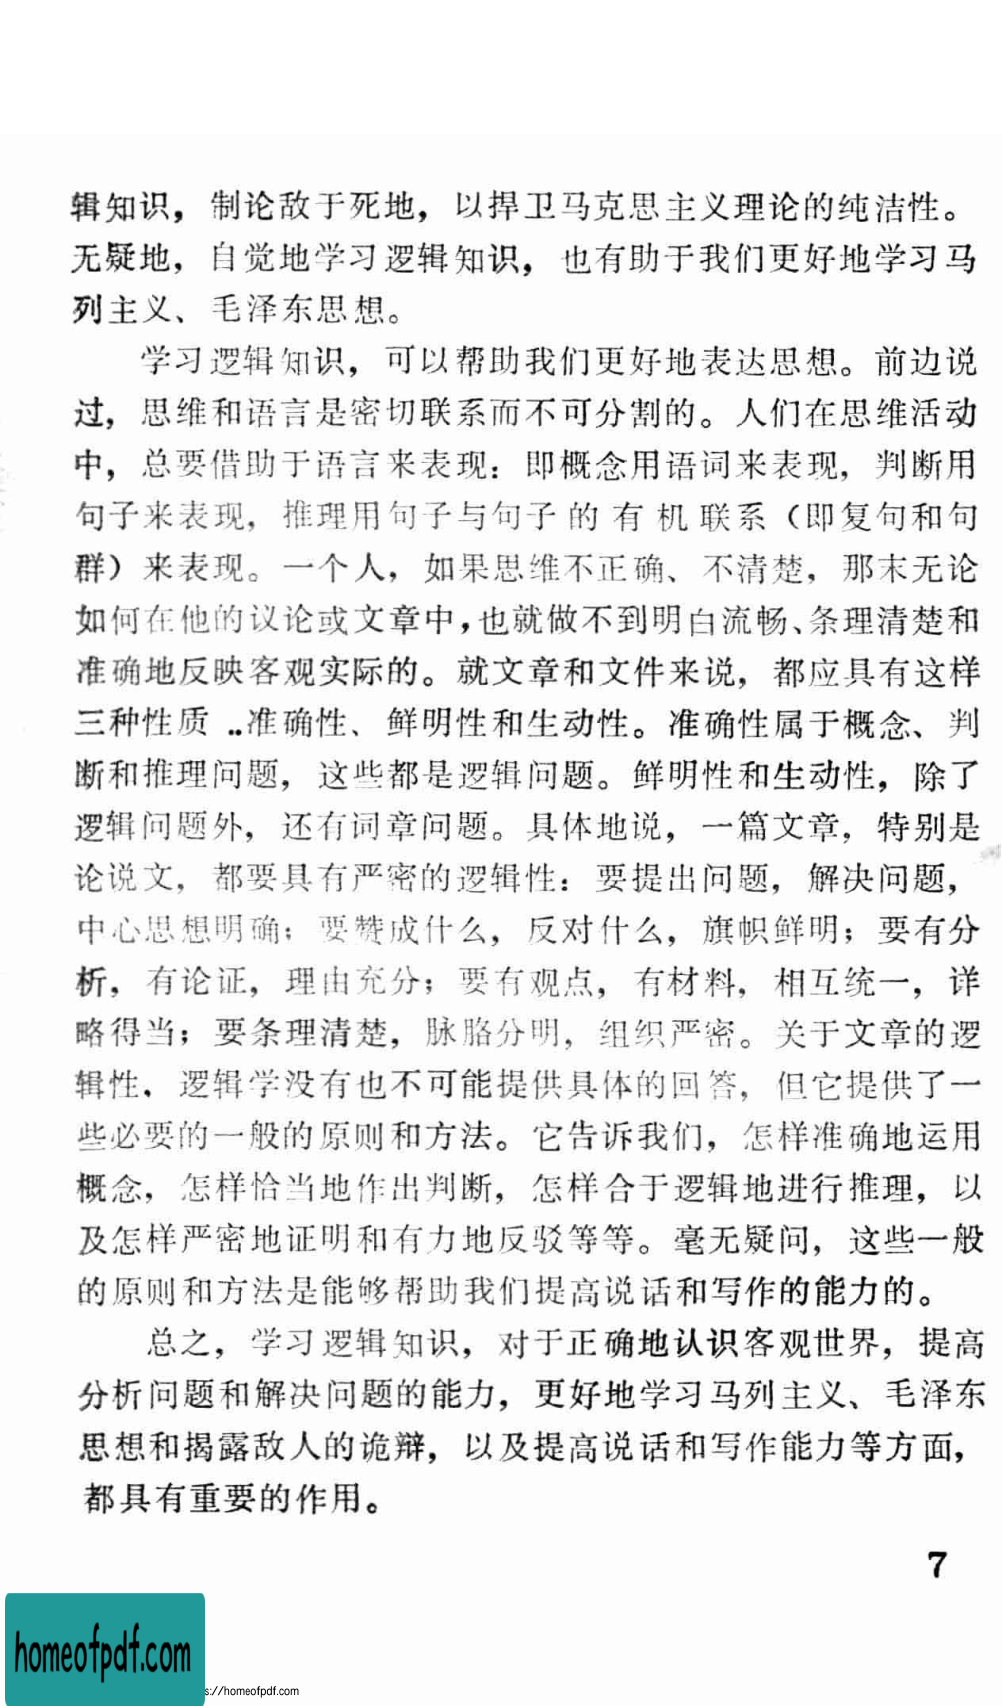 辑知识，制论敌于死地，以捍卫马克思主义理论的纯洁性。
无疑地，自觉地学习逻辑知识，也有助于我们更好地学习马
列主义、毛泽东思想。
学习逻辑知识，可以帮助我们更好地表达思想。前边说
过，思维和语言是密切联系而不可分割的。人们在思维活动
中，总要借助于语言来表现：即概念用语词来表现，判断用
句子来表现，推理用句子与句子的有机联系（即复句和句
群）来表现。一个人，如果思维不正确、不清楚，那末无论
如何在他的议论或文章中，也就做不到明白流畅、条理清楚和
准确地反映客观实际的。就文章和文件来说，都应具有这样
三种性质..准确性、鲜明性和生动性。准确性属于概念、判
断和推理问题，这些都是逻辑问题。鲜明性和生动性，除了
逻辑问题外，还有词章问题。具体地说，一篇文章，特别是
论说文，都要具有严密的逻辑性：要提出问题，解决问题，
中心思想明确；要赞成什么，反对什么，旗帜鲜明；要有分
析，有论证，理由充分；要有观点，有材料，相互统一，详
略得当；要条理清楚，脉胳分明，组织严密。关于文章的逻
辑性．逻辑学没有也不可能提供具体的回答，但它提供了一
些必要的一般的原则和方法。它告诉我们，怎样准确地运用
概念，怎样恰当地作出判断，怎样合于逻辑地进行推理，以
及怎样严密地证明和有力地反驳等等。毫无疑问，这些一般
的原则和方法是能够帮助我们提高说话和写作的能力的。
总之，学习逻辑知识，对于正确地认识客观世界，提高
分析问题和解决问题的能力，更好地学习马列主义、毛泽东
思想和揭露敌人的诡辩，以及提高说话和写作能力等方面，
都具有重要的作用。
7
homeofpdf.com
s://homeofpdf.com